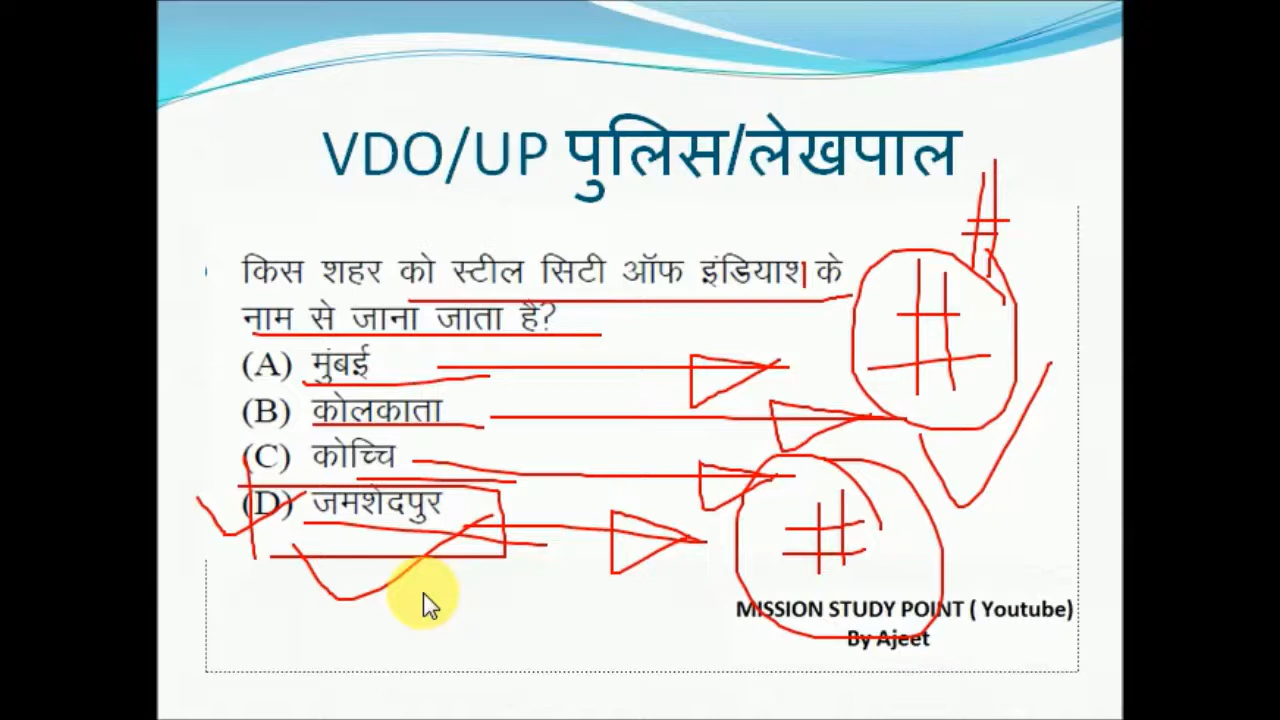 VDO/UP पुलिस/लेखपाल
किस शहर को स्टील सिटी ऑफ इंडियाश के
नाम से जाना जाता है?
(A) मुंबई
(B) कोलकाता
(C) कोच्चि
(D) जमशेदपुर
MISSION STUDY POINT ( Youtube)
By Ajeet